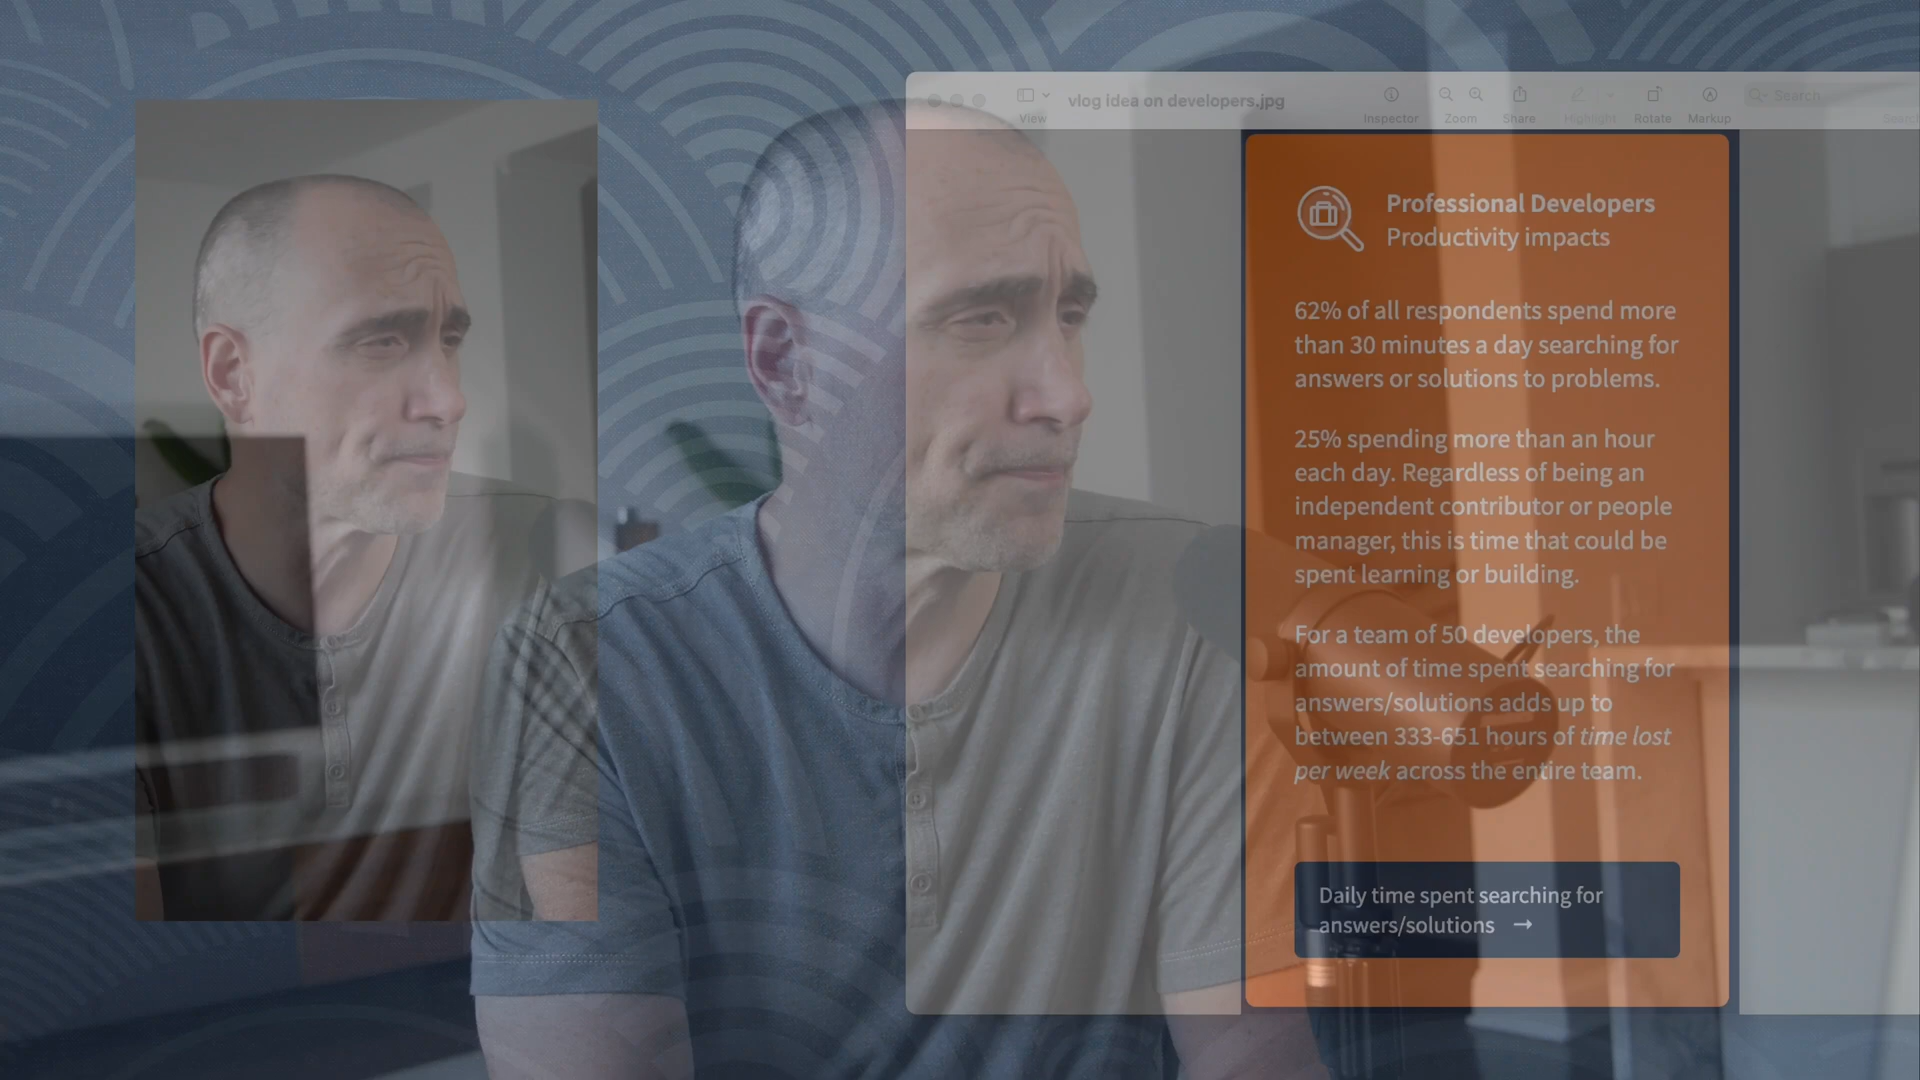 vlog idea on developers.jpg
View
Inspector
Zoom
Share
Highlight
Rotate
Markup
Search
Search
Professional Developers
Productivity impacts
62% of all respondents spend more
than 30 minutes a day searching for
answers or solutions to problems.
25% spending more than an hour
each day. Regardless of being an
independent contributor or people
manager, this is time that could be
spent learning or building.
For a team of 50 developers, the
amount of time spent searching for
answers/solutions adds up to
between 333-651 hours of time lost
per week across the entire team.
Daily time spent searching for
answers/solutions →